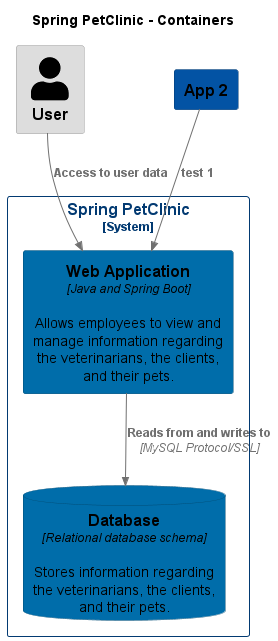 Spring PetClinic - Containers
User
App 2
Access to user data
test 1
Spring PetClinic
[System]
Web Application
[Java and Spring Boot]
Allows employees to view and
manage information regarding
the veterinarians, the clients,
and their pets.
Reads from and writes to
[MySQL Protocol/SSL]
Database
[Relational database schema]
Stores information regarding
the veterinarians, the clients,
and their pets.